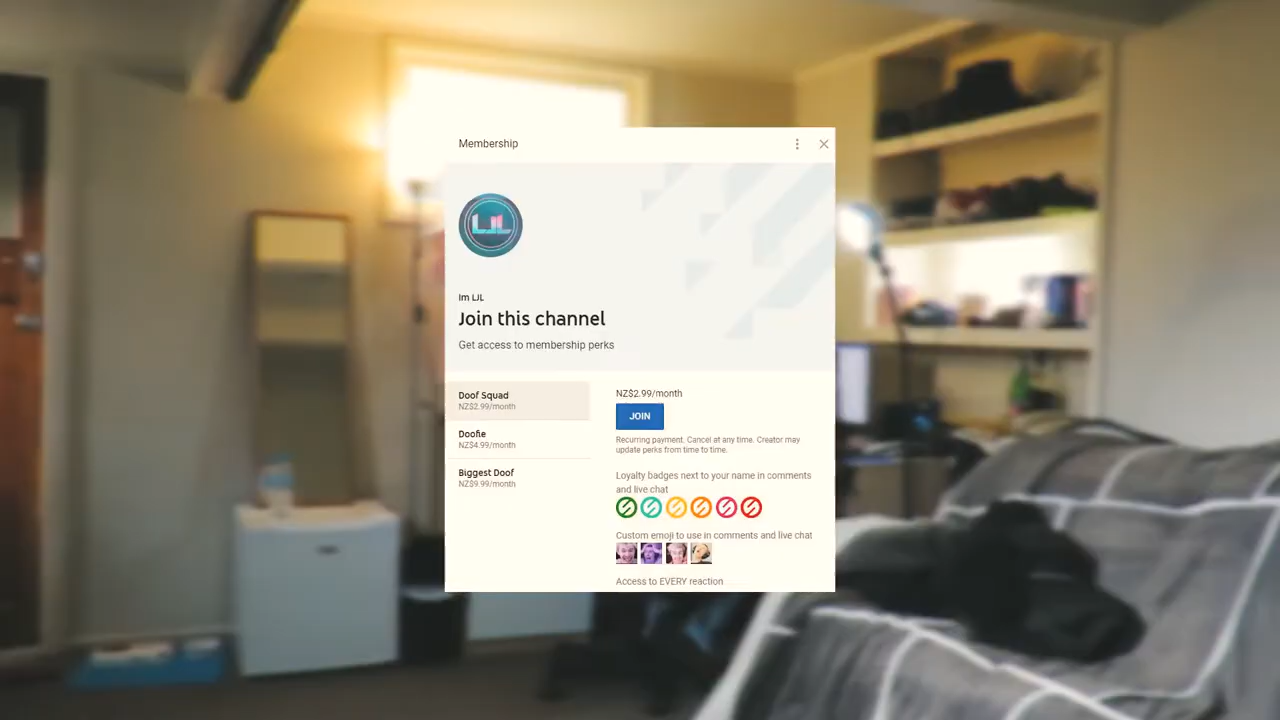 Membership
LJL
Im LJL
Join this channel
Get access to membership perks
Doof Squad
NZ$2.99/month
Doofie
NZ$4.99/month
Biggest Doof
NZ$9.99/month
NZ$2.99/month
JOIN
Recurring payment. Cancel at any time. Creator may
update perks from time to time.
Loyalty badges next to your name in comments
and live chat
Custom emoji to use in comments and live chat
Access to EVERY reaction